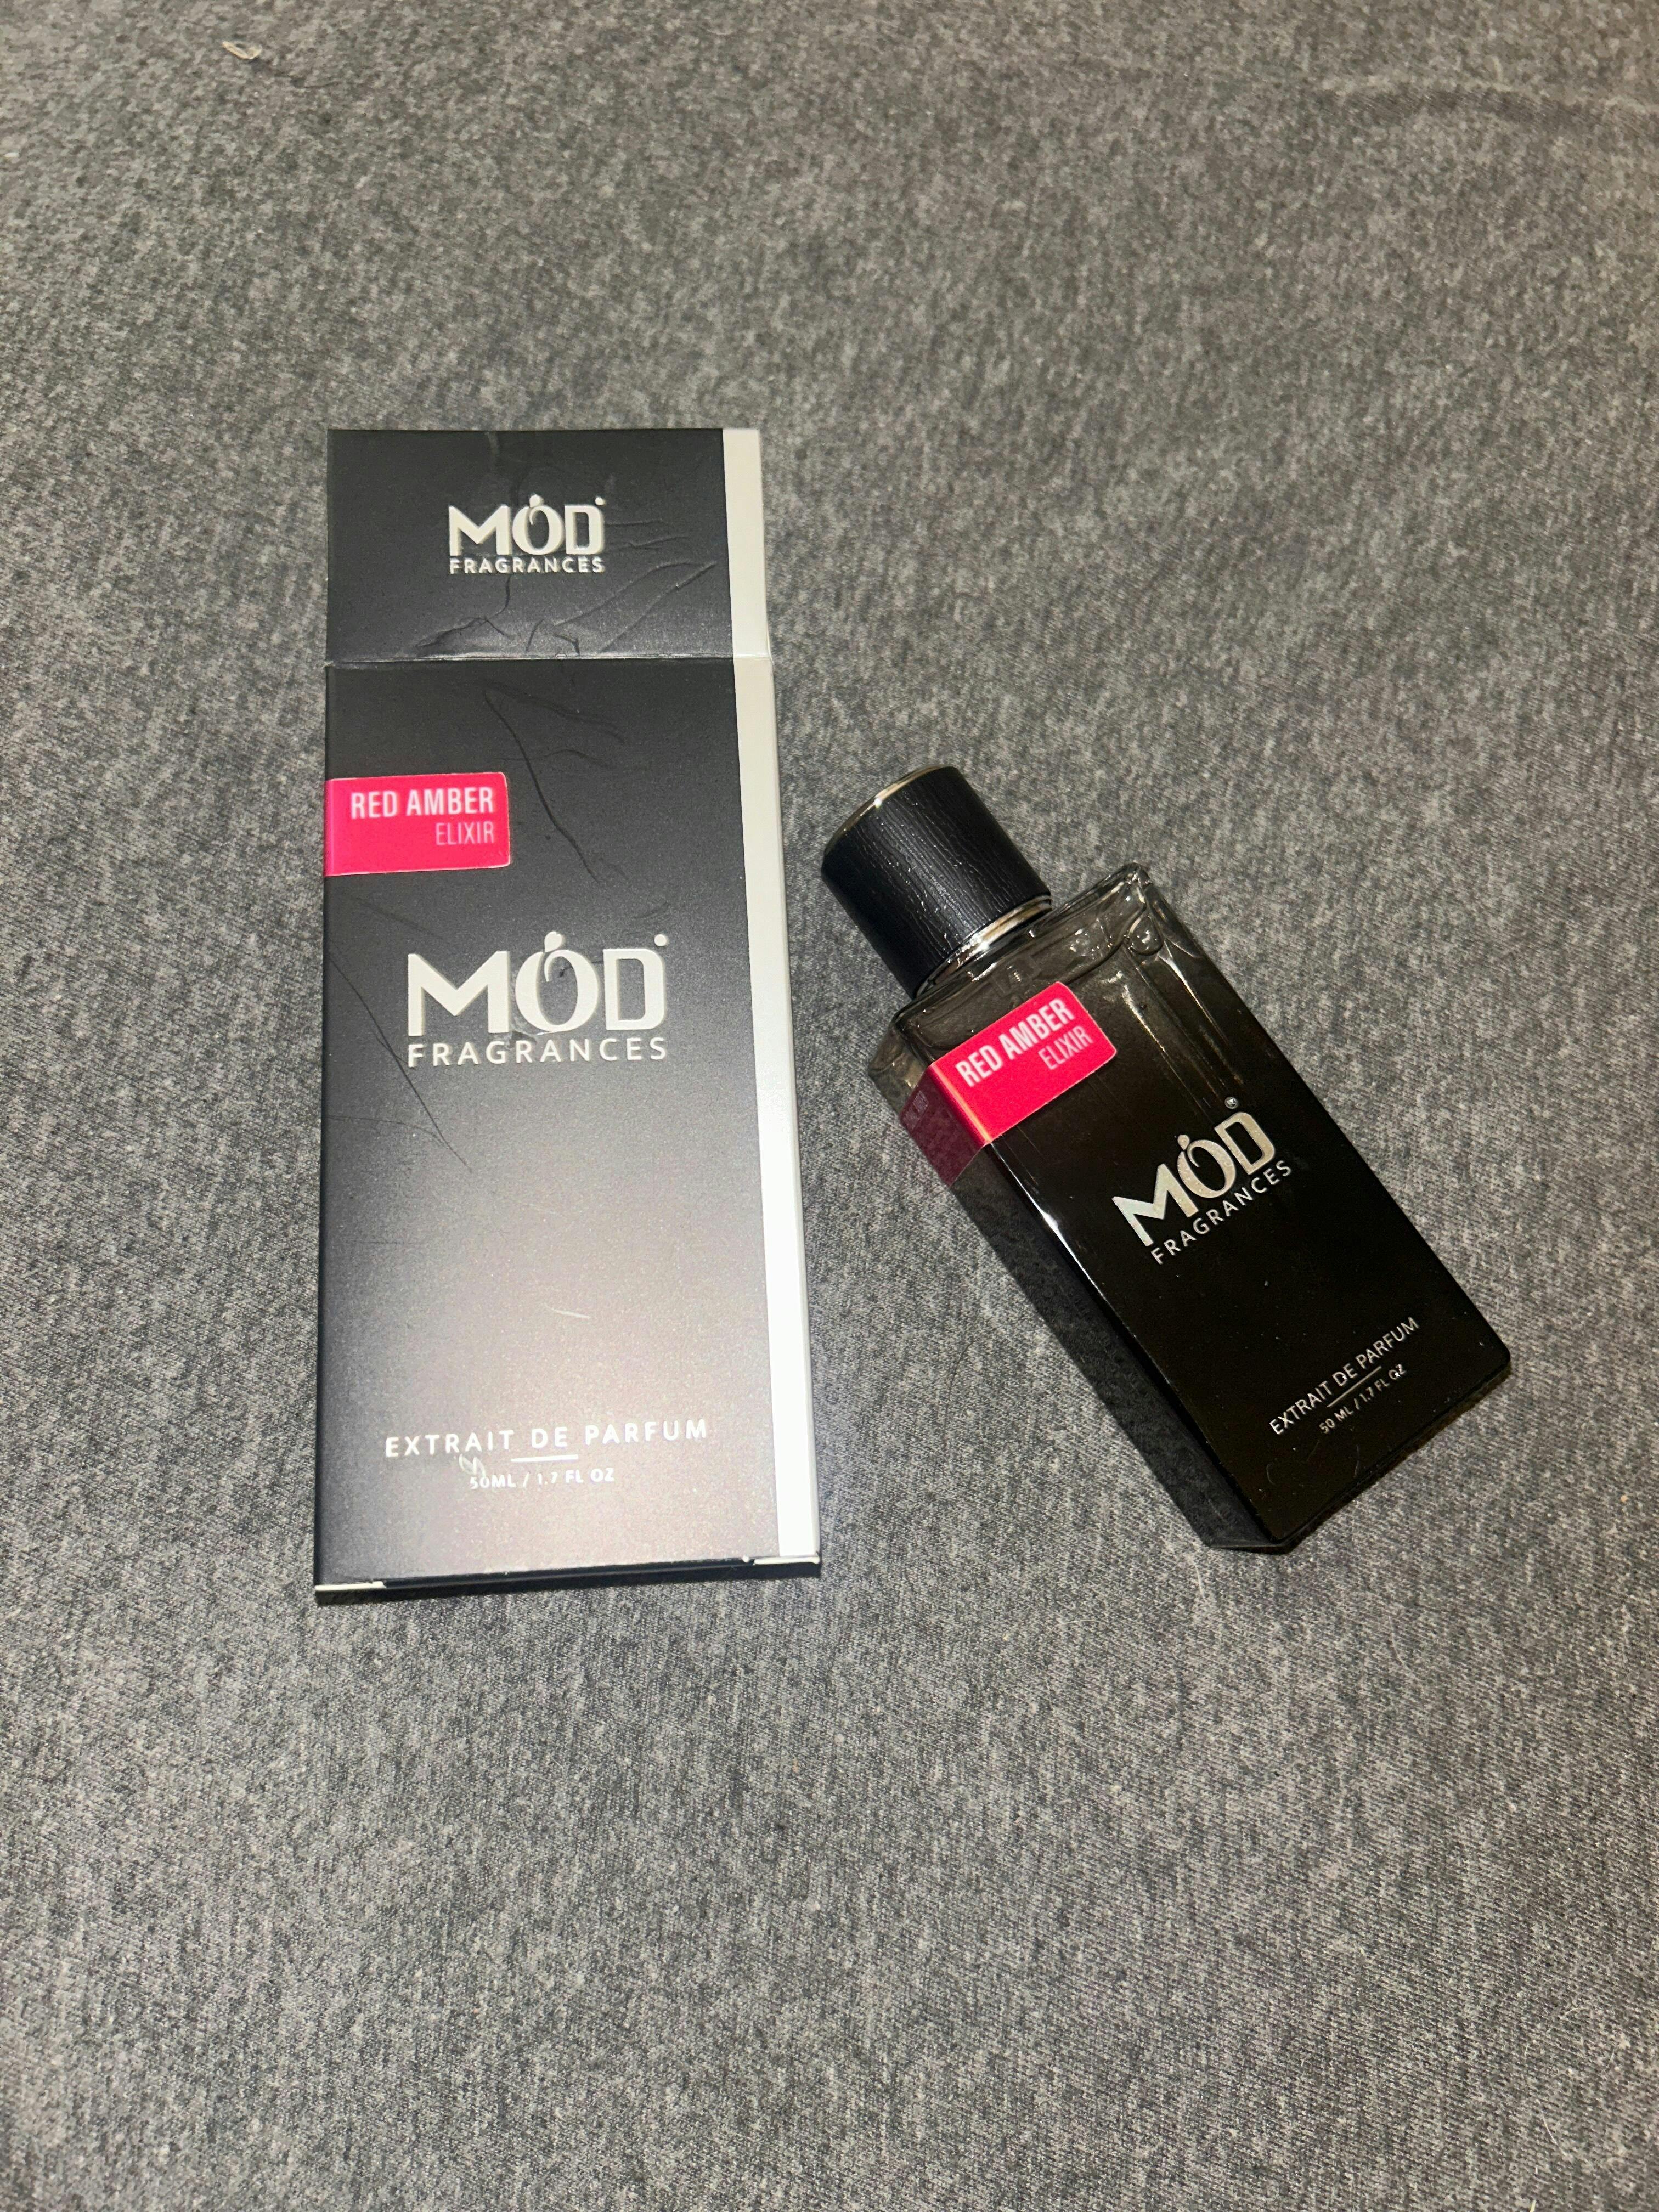 MOD
FRAGRANCES
RED AMBER
ELIXIR
MOD
FRAGRANCES
EXTRAIT DE PARFUM
50ML / 1.7 FL OZ
RED AMBER
ELIXIR
MOD®
FRAGRANCES
EXTRAIT DE PARFUM
50 ML / 1.7 FL OZ